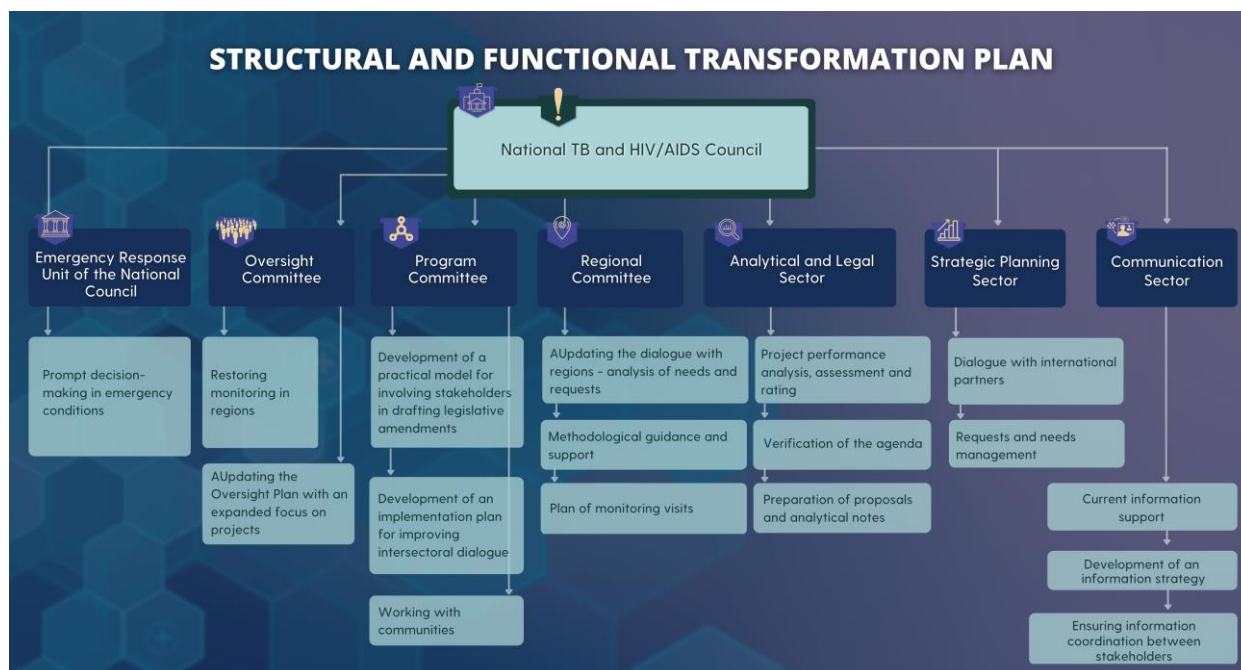 STRUCTURAL AND FUNCTIONAL TRANSFORMATION PLAN
National TB and HIV/AIDS Council
Emergency Response
Unit of the National
Council
Oversight
Committee
Program
Committee
Regional
Committee
Analytical and Legal
Sector
Strategic Planning
Sector
Communication
Sector
Prompt decision-
making in emergency
conditions
Restoring
monitoring in
regions
AUpdating the
Oversight Plan with an
expanded focus on
projects
Development of a
practical model for
involving stakeholders
in drafting legislative
amendments
Development of an
implementation plan
for improving
intersectoral dialogue
Working with
communities
AUpdating the dialogue with
regions - analysis of needs and
requests
Methodological guidance and
support
Plan of monitoring visits
Project performance
analysis, assessment and
rating
Verification of the agenda
Preparation of proposals
and analytical notes
Dialogue with international
partners
Requests and needs
management
Current information
support
Development of an
information strategy
Ensuring information
coordination between
stakeholders